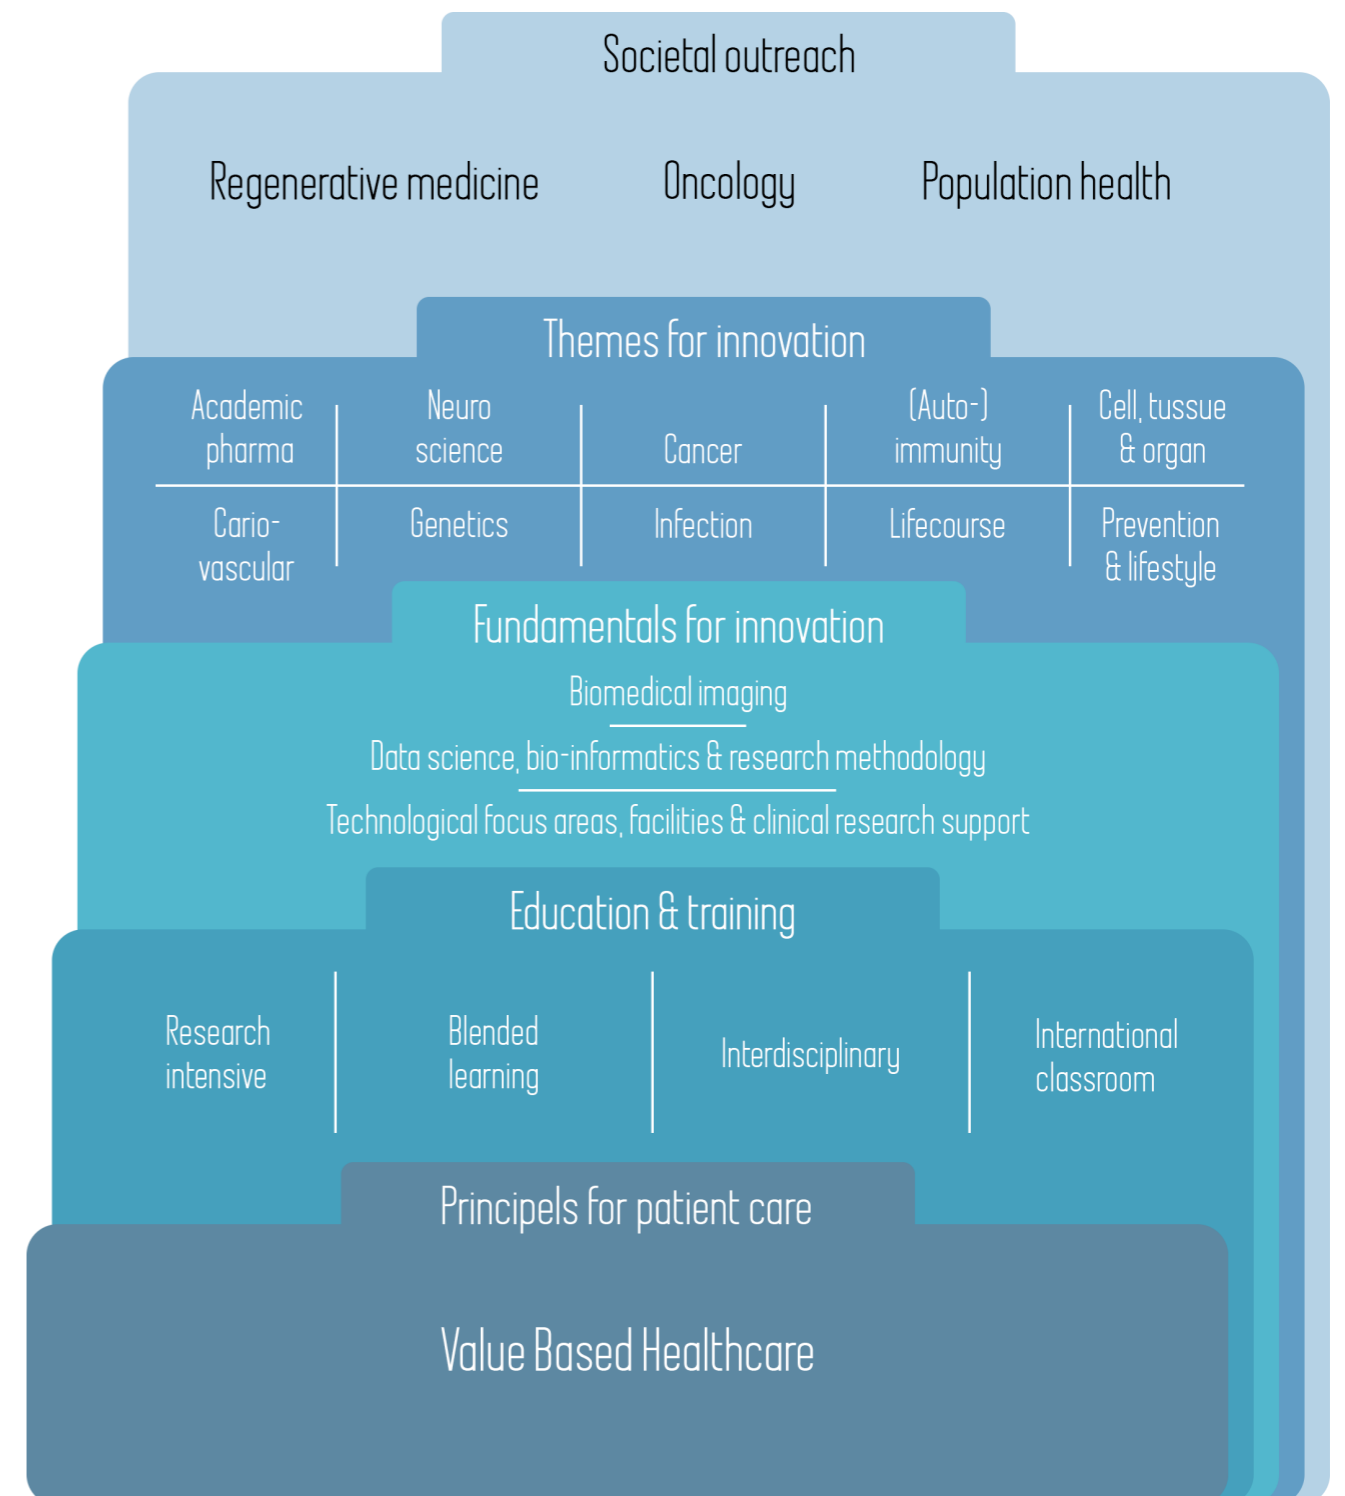 Societal outreach
Regenerative medicine Oncology Population health
Themes for innovation
Academic
pharma
Neuro
science
Cancer
(Auto-)
immunity
Cell, tussue
& organ
Cario-
vascular
Genetics
Infection
Lifecourse
Prevention
& lifestyle
Fundamentals for innovation
Biomedical imaging
Data science, bio-informatics & research methodology
Technological focus areas, facilities & clinical research support
Education & training
Research
intensive
Blended
learning
Interdisciplinary
International
classroom
Principels for patient care
Value Based Healthcare